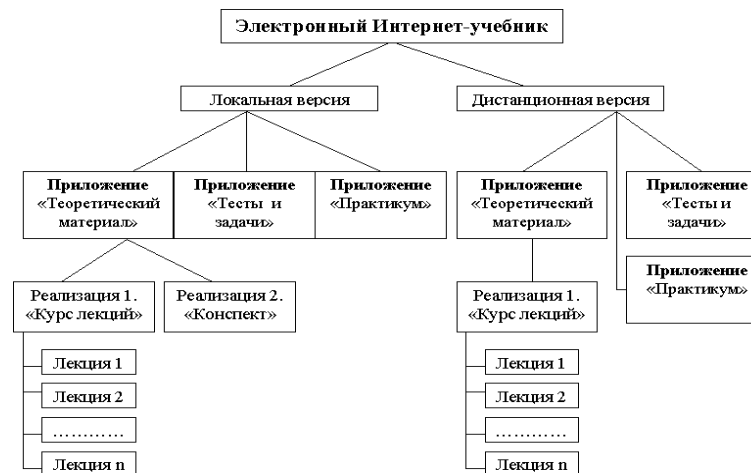 Электронный Интернет-учебник
Локальная версия
Дистанционная версия
Приложение
«Теоретический
материал»
Приложение
«Тесты и
задачи»
Приложение
«Практикум»
Приложение
«Теоретический
материал»
Приложение
«Тесты и
задачи»
Приложение
«Практикум»
Реализация 1.
«Курс лекций»
Реализация 2.
«Конспект»
Реализация 1.
«Курс лекций»
Лекция 1
Лекция 2
…………
Лекция n
Лекция 1
Лекция 2
…………
Лекция n